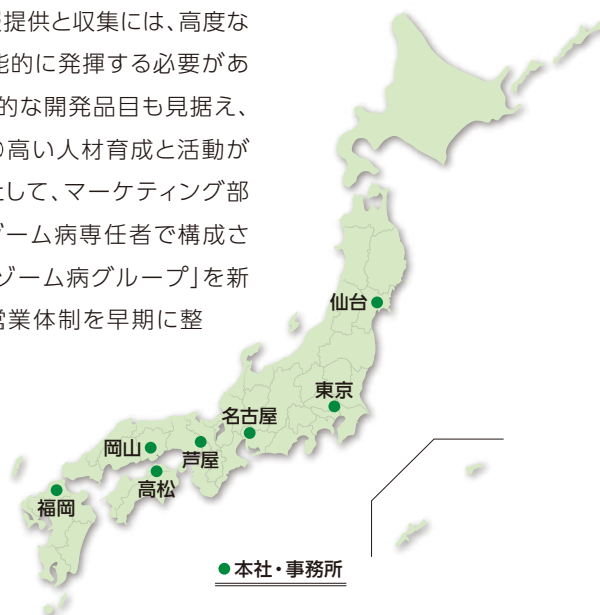 提供と収集には、高度な
能的に発揮する必要があ
的な開発品目も見据え、
の高い人材育成と活動が
として、マーケティング部
ゾーム病専任者で構成さ
ゾーム病グループ」を新
営業体制を早期に整
仙台
東京
名古屋
岡山
芦屋
高松
福岡
●本社・事務所